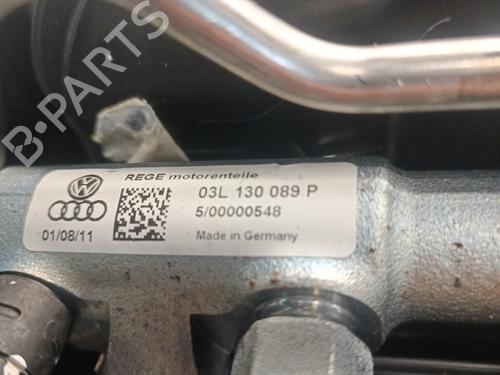 B-PARTS
REGE motorenteile
03L 130 089 P
5/00000548
01/08/11
Made in Germany